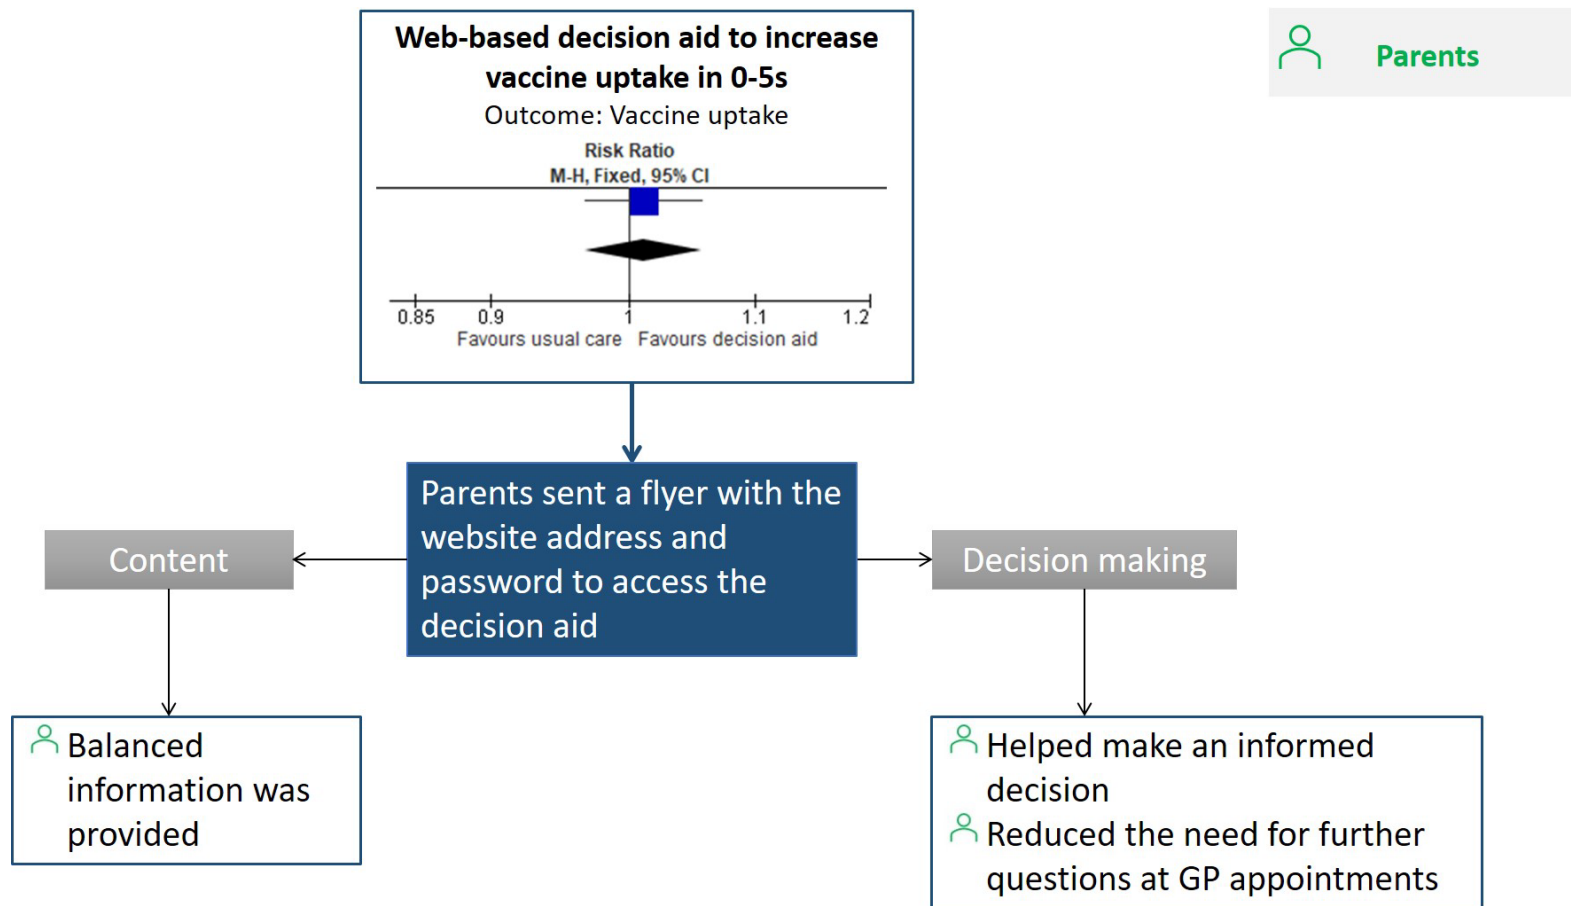 Web-based decision aid to increase
vaccine uptake in 0-5s
Outcome: Vaccine uptake
Risk Ratio
M-H, Fixed, 95% CI
0.85 0.9 1 1.1 1.2
Favours usual care Favours decision aid
Parents
Parents sent a flyer with the
website address and
password to access the
decision aid
Content
Decision making
Balanced
information was
provided
Helped make an informed
decision
Reduced the need for further
questions at GP appointments